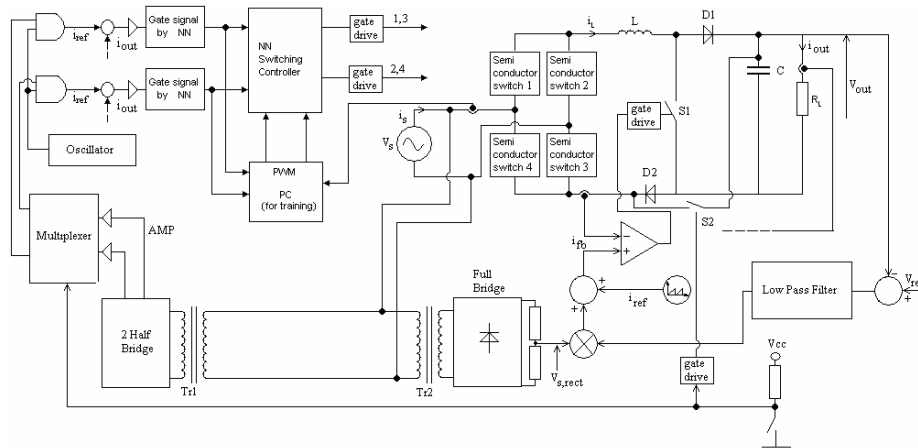 Gate signal
by NN
i_ref
i_out
NN
Switching
Controller
gate
drive
1,3
Gate signal
by NN
i_ref
i_out
gate
drive
2,4
Oscillator
PWM
PC
(for training)
i_s
V_s
Semi
conductor
switch 1
Semi
conductor
switch 2
Semi
conductor
switch 4
Semi
conductor
switch 3
i_L
L
D1
gate
drive
S1
C
i_out
R_L
V_out
D2
S2
Multiplexer
AMP
2 Half
Bridge
Tr1
Tr2
Full
Bridge
V_s,rect
i_fb
−
+
+
+
i_ref
Low Pass Filter
−
+
V_ref
gate
drive
Vcc